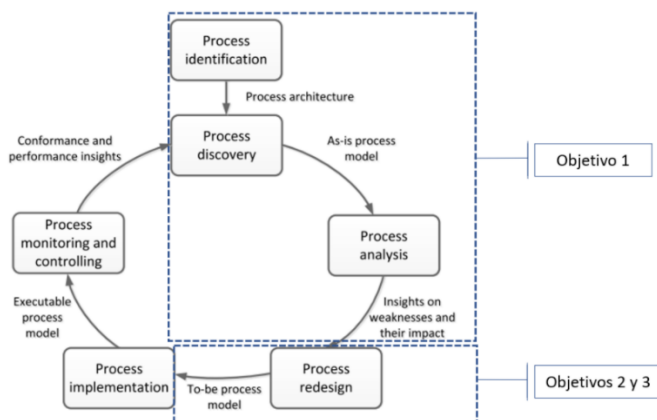 Process
identification
Process architecture
Process
discovery
Conformance and
performance insights
As-is process
model
Objetivo 1
Process
monitoring and
controlling
Process
analysis
Executable
process
model
Insights on
weaknesses and
their impact
Process
implementation
To-be process
model
Process
redesign
Objetivos 2 y 3